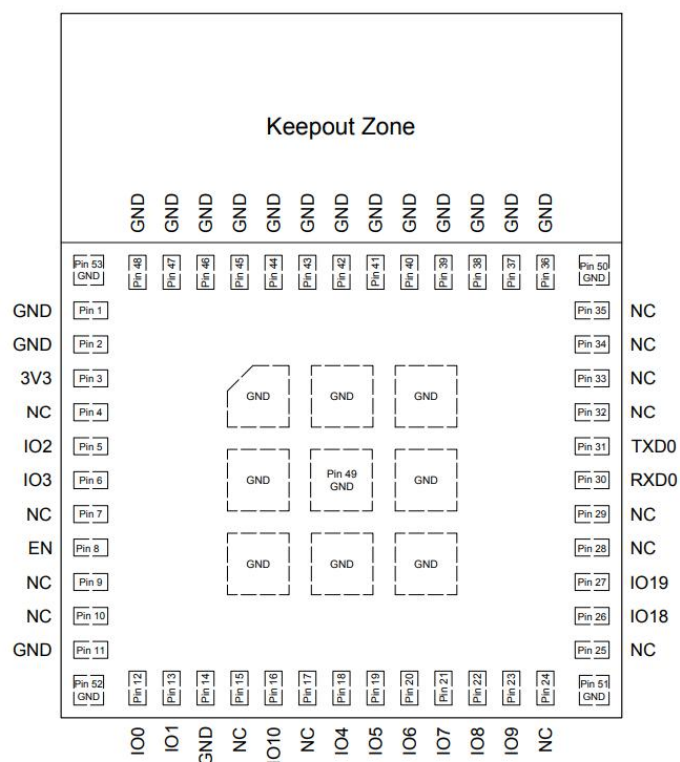 Keepout Zone
GND GND GND GND GND GND GND GND GND GND GND GND GND
Pin 53 GND Pin 48 Pin 47 Pin 46 Pin 45 Pin 44 Pin 43 Pin 42 Pin 41 Pin 40 Pin 39 Pin 38 Pin 37 Pin 36 Pin 50 GND
GND Pin 1 Pin 35 NC
GND Pin 2 Pin 34 NC
3V3 Pin 3 Pin 33 NC
NC Pin 4 GND GND GND Pin 32 NC
IO2 Pin 5 Pin 31 TXD0
IO3 Pin 6 GND Pin 49 GND GND Pin 30 RXD0
NC Pin 7 Pin 29 NC
EN Pin 8 GND GND GND Pin 28 NC
NC Pin 9 Pin 27 IO19
NC Pin 10 Pin 26 IO18
GND Pin 11 Pin 25 NC
Pin 52 GND Pin 12 Pin 13 Pin 14 Pin 15 Pin 16 Pin 17 Pin 18 Pin 19 Pin 20 Pin 21 Pin 22 Pin 23 Pin 24 Pin 51 GND
IO0 IO1 GND NC IO10 NC IO4 IO5 IO6 IO7 IO8 IO9 NC